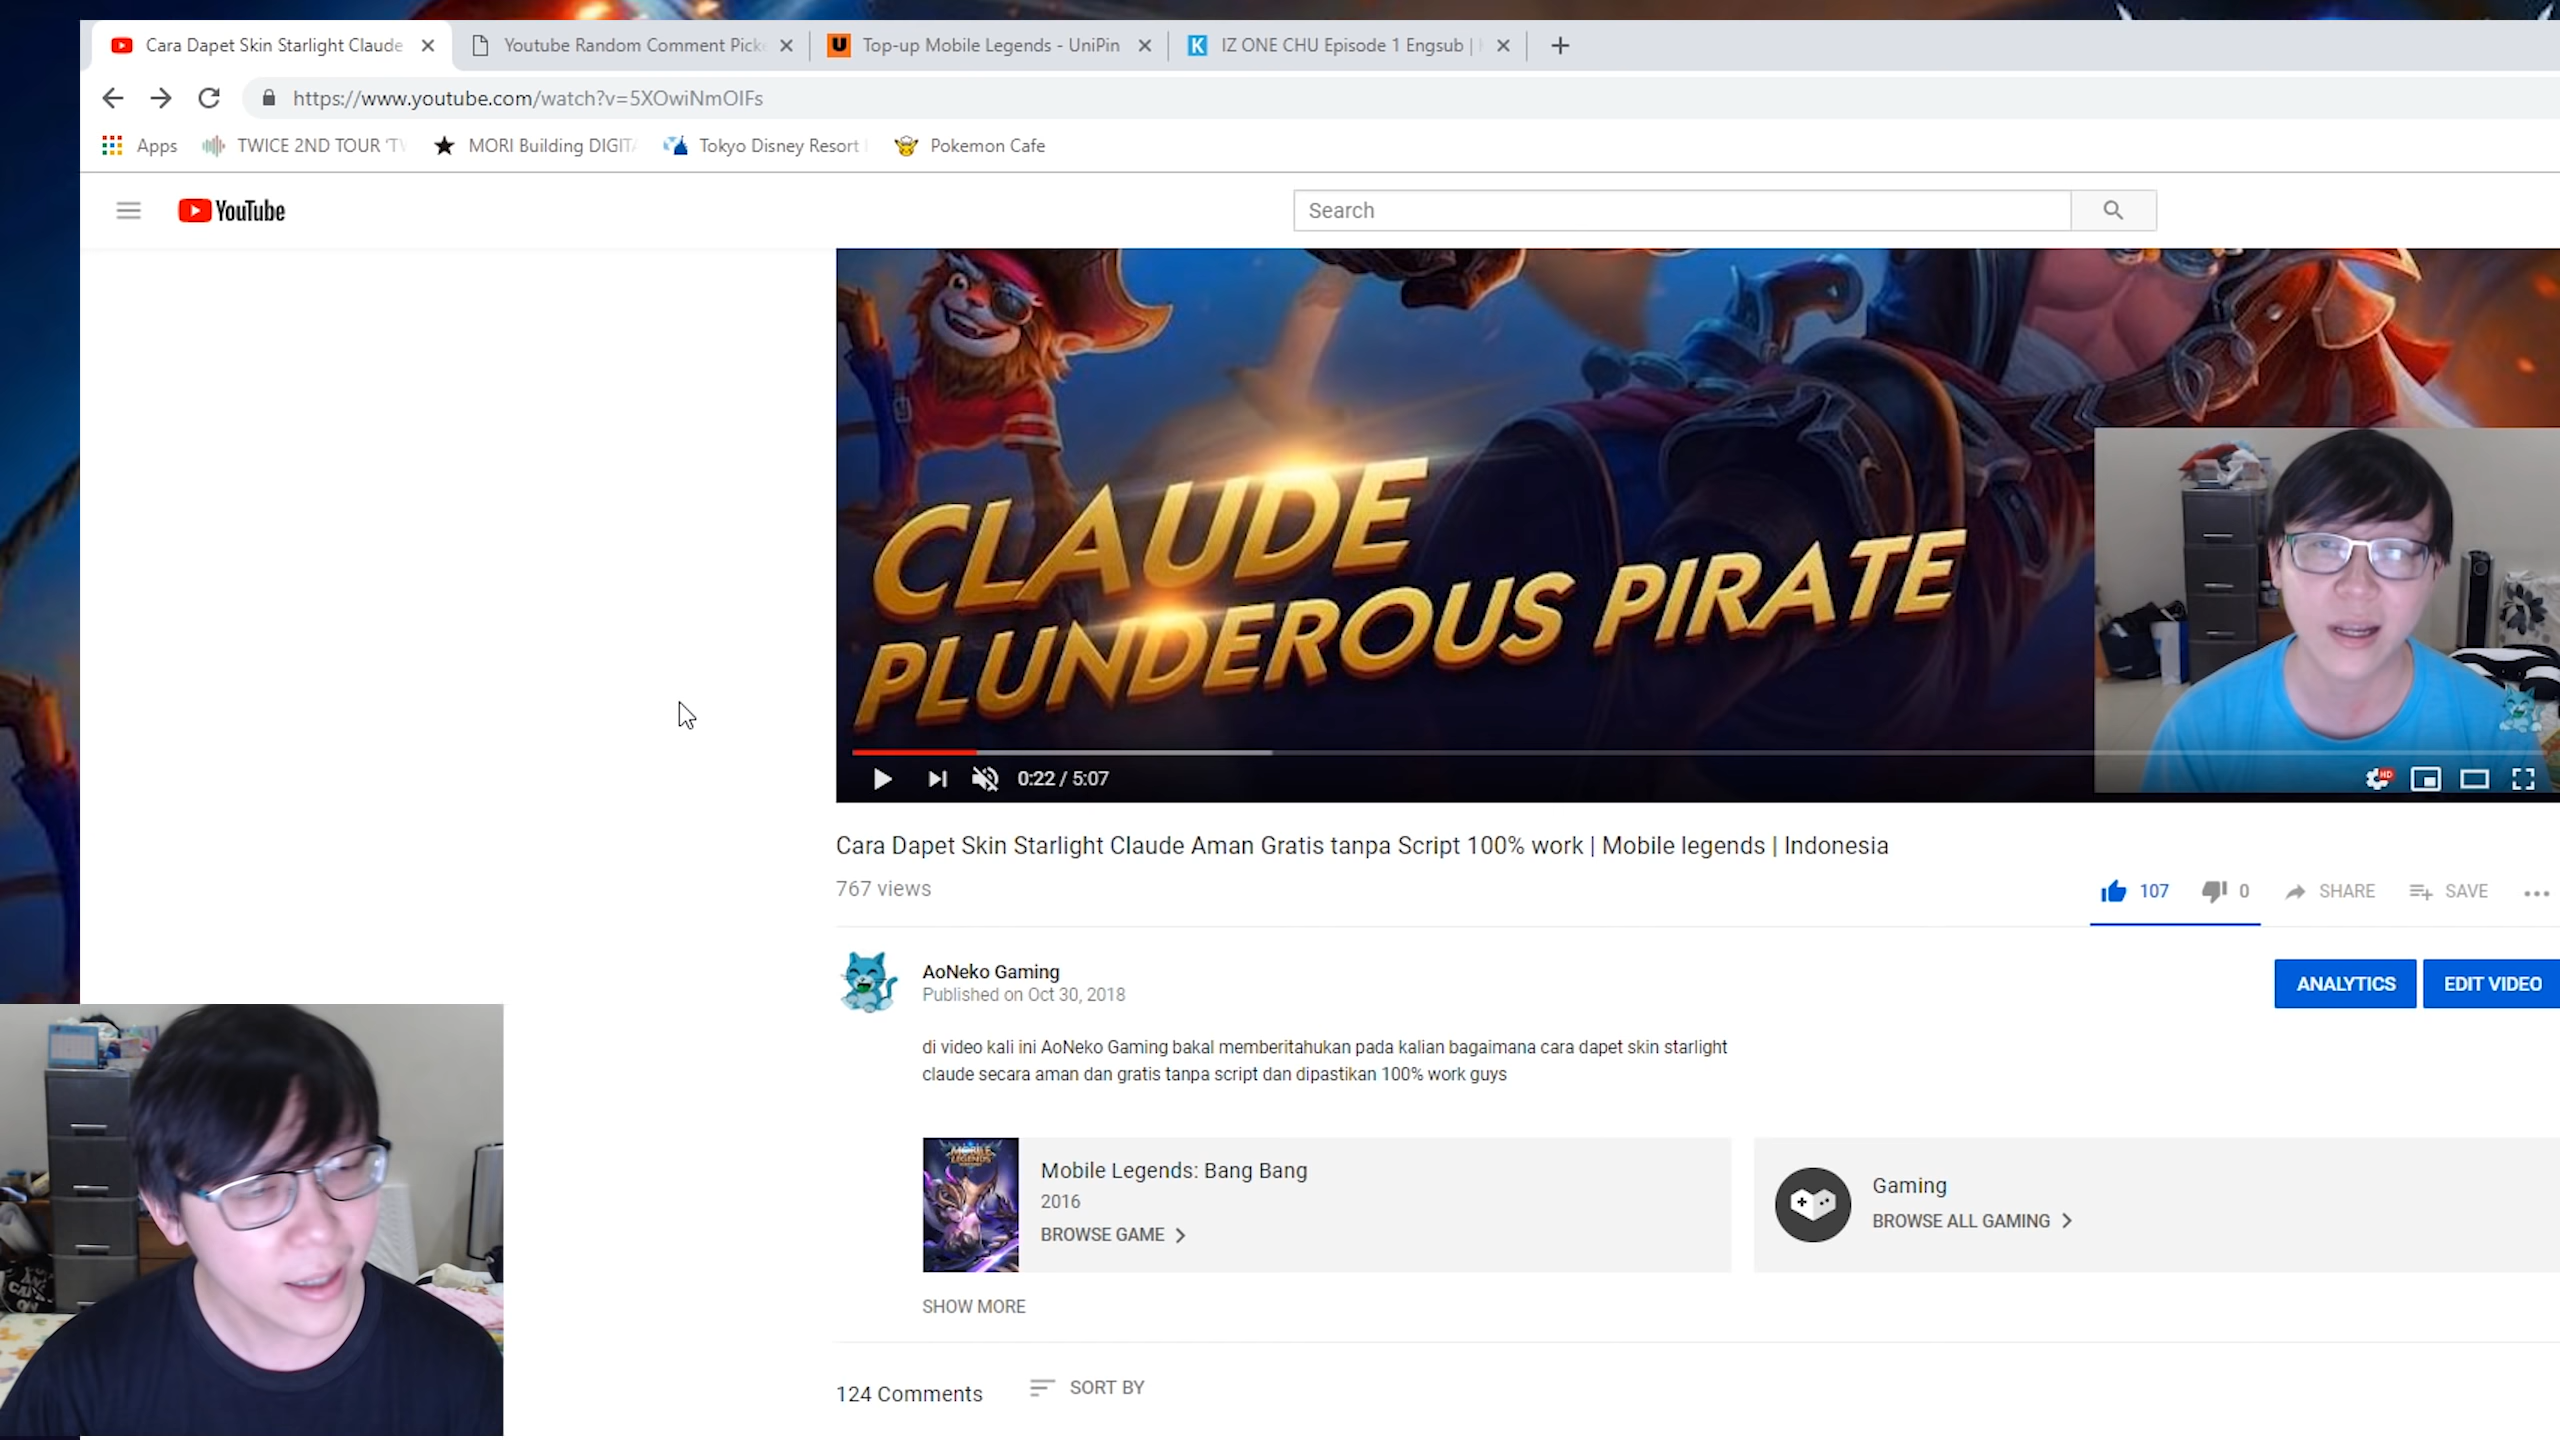 Cara Dapet Skin Starlight Claude
Youtube Random Comment Picke
Top-up Mobile Legends - UniPin
IZ ONE CHU Episode 1 Engsub |
https://www.youtube.com/watch?v=5XOwiNmOIFs
Apps
TWICE 2ND TOUR 'TW
MORI Building DIGITA
Tokyo Disney Resort
Pokemon Cafe
YouTube
Search
CLAUDE
PLUNDEROUS PIRATE
0:22 / 5:07
HD
Cara Dapet Skin Starlight Claude Aman Gratis tanpa Script 100% work | Mobile legends | Indonesia
767 views
107
0
SHARE
SAVE
AoNeko Gaming
Published on Oct 30, 2018
ANALYTICS
EDIT VIDEO
di video kali ini AoNeko Gaming bakal memberitahukan pada kalian bagaimana cara dapet skin starlight
claude secara aman dan gratis tanpa script dan dipastikan 100% work guys
MOBILE
LEGENDS
Mobile Legends: Bang Bang
2016
BROWSE GAME
Gaming
BROWSE ALL GAMING
SHOW MORE
124 Comments
SORT BY